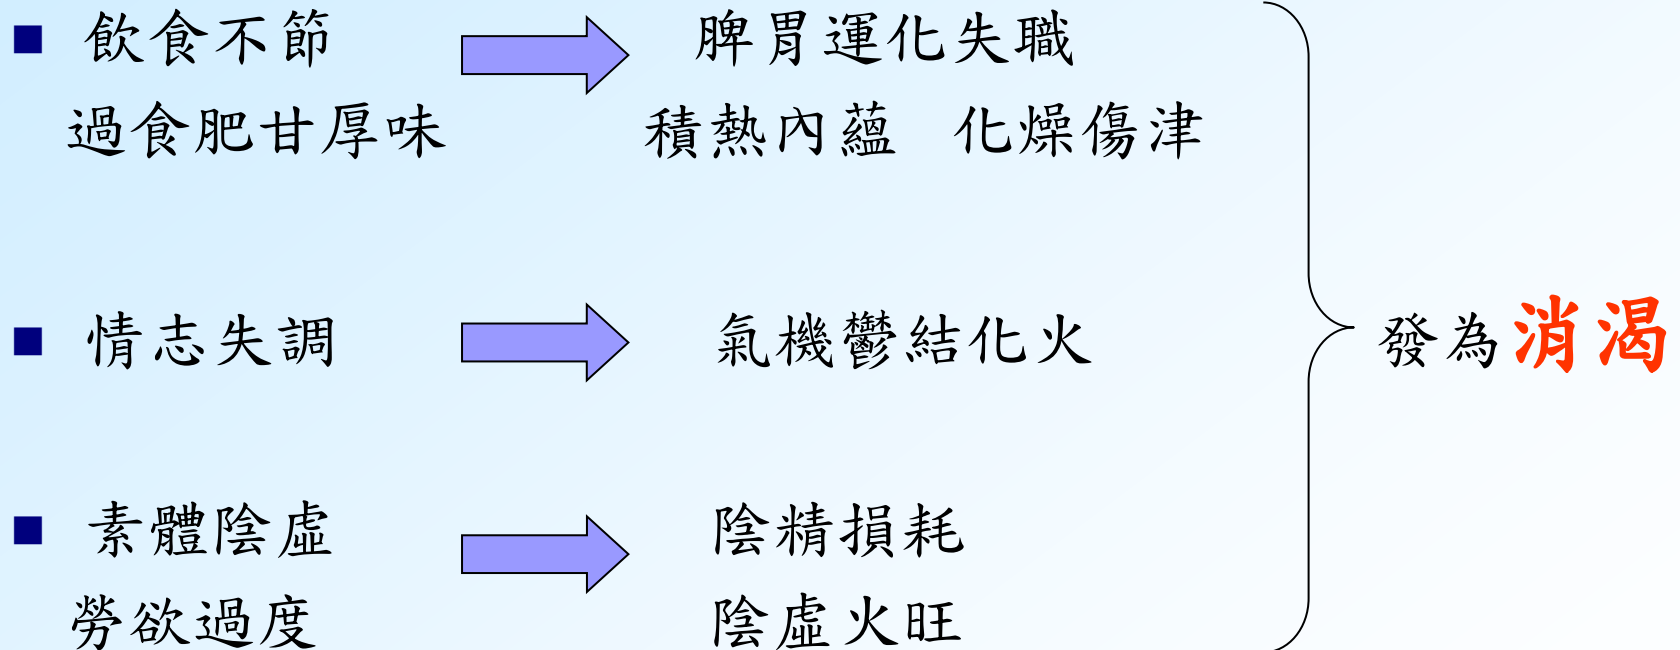 飲食不節 脾胃運化失職
過食肥甘厚味 積熱內蘊 化燥傷津
情志失調 氣機鬱結化火 發為消渴
素體陰虛 陰精損耗
勞欲過度 陰虛火旺